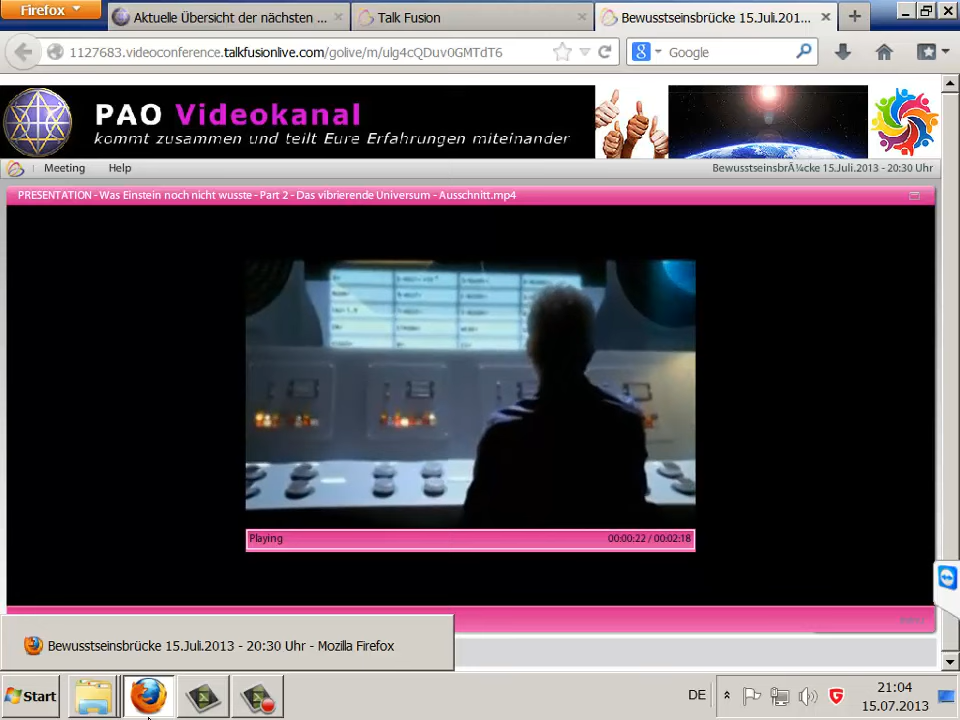 Firefox
Aktuelle Übersicht der nächsten ...
Talk Fusion
Bewusstseinsbrücke 15.Juli.201...
1127683.videoconference.talkfusionlive.com/golive/m/ulg4cQDuv0GMTdT6
Google
PAO Videokanal
kommt zusammen und teilt Eure Erfahrungen miteinander
Meeting
Help
BewusstseinsbrÃ¼cke 15.Juli.2013 - 20:30 Uhr
PRESENTATION - Was Einstein noch nicht wusste - Part 2 - Das vibrierende Universum - Ausschnitt.mp4
Playing
00:00:22 / 00:02:18
Bewusstseinsbrücke 15.Juli.2013 - 20:30 Uhr - Mozilla Firefox
Start
DE
21:04
15.07.2013